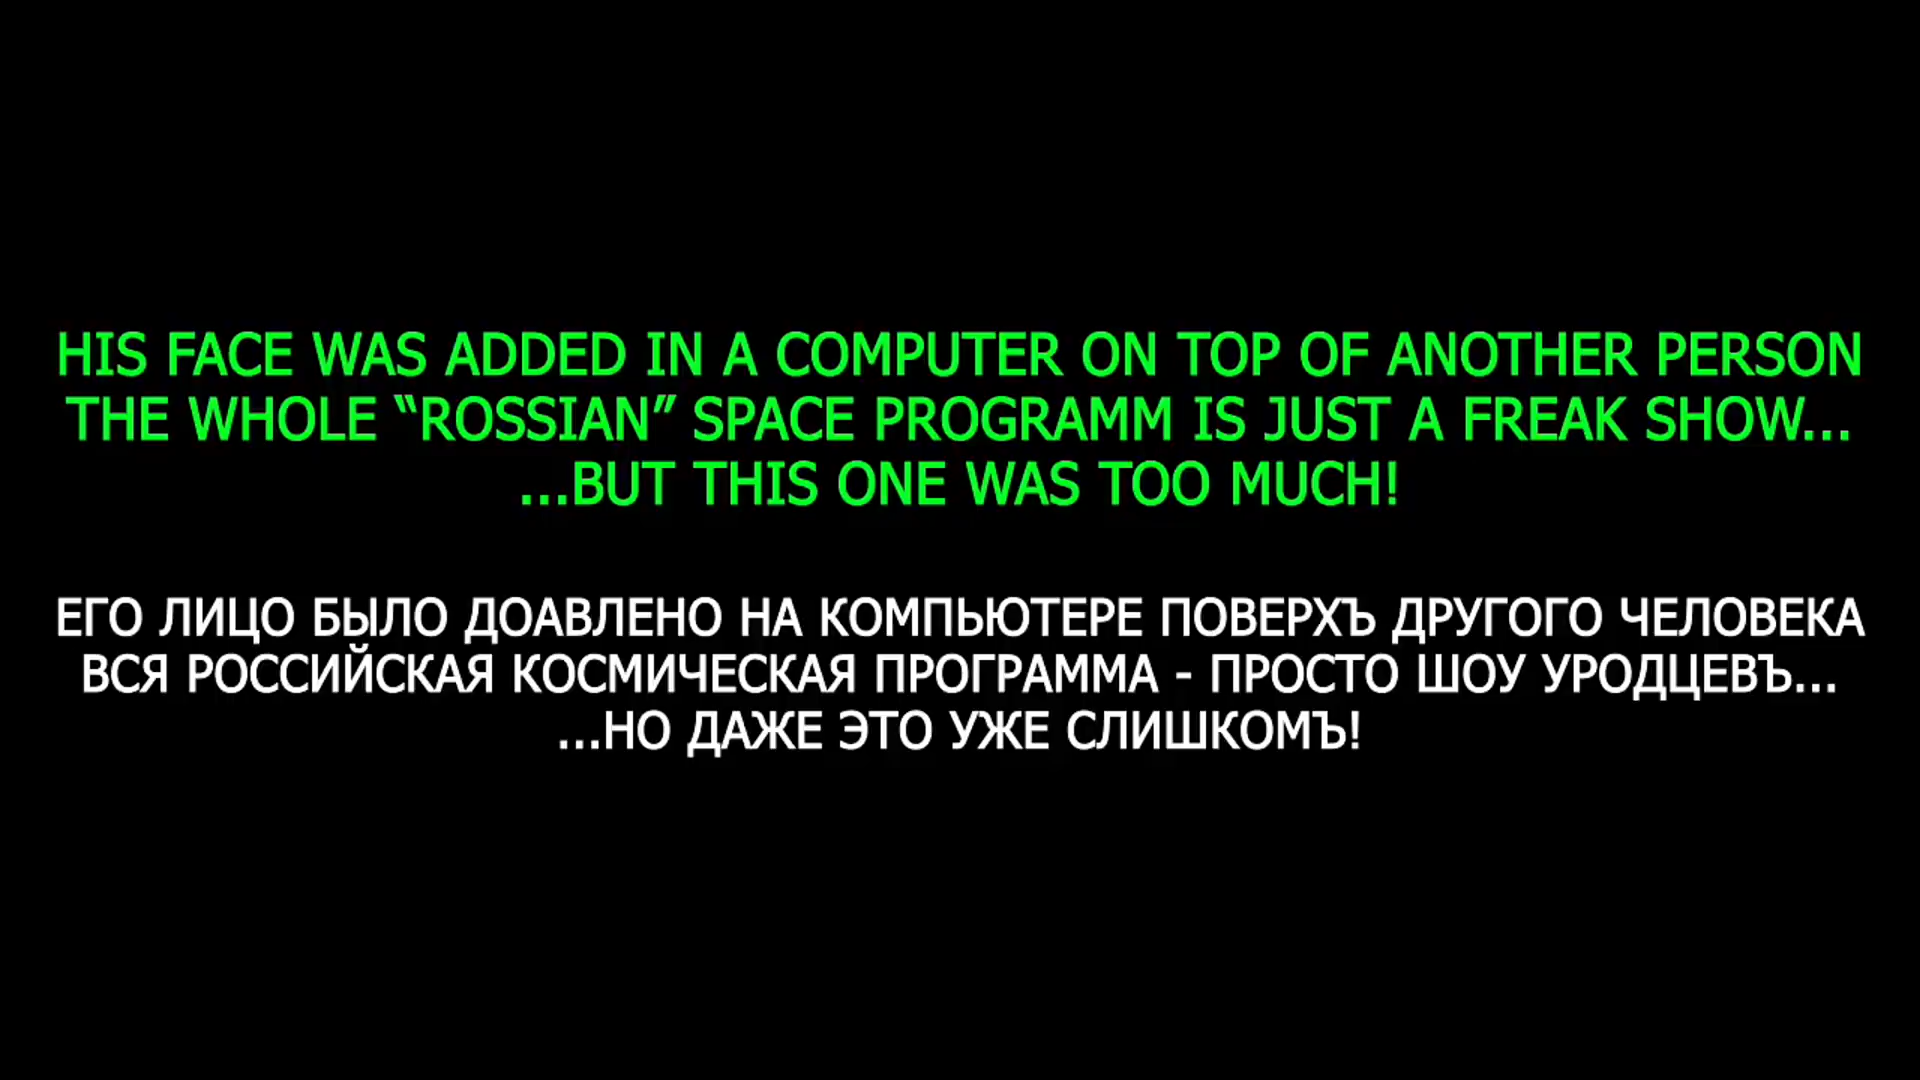 HIS FACE WAS ADDED IN A COMPUTER ON TOP OF ANOTHER PERSON
THE WHOLE “ROSSIAN” SPACE PROGRAMM IS JUST A FREAK SHOW...
...BUT THIS ONE WAS TOO MUCH!
ЕГО ЛИЦО БЫЛО ДОАВЛЕНО НА КОМПЬЮТЕРЕ ПОВЕРХЪ ДРУГОГО ЧЕЛОВЕКА
ВСЯ РОССИЙСКАЯ КОСМИЧЕСКАЯ ПРОГРАММА - ПРОСТО ШОУ УРОДЦЕВЪ...
...НО ДАЖЕ ЭТО УЖЕ СЛИШКОМЪ!